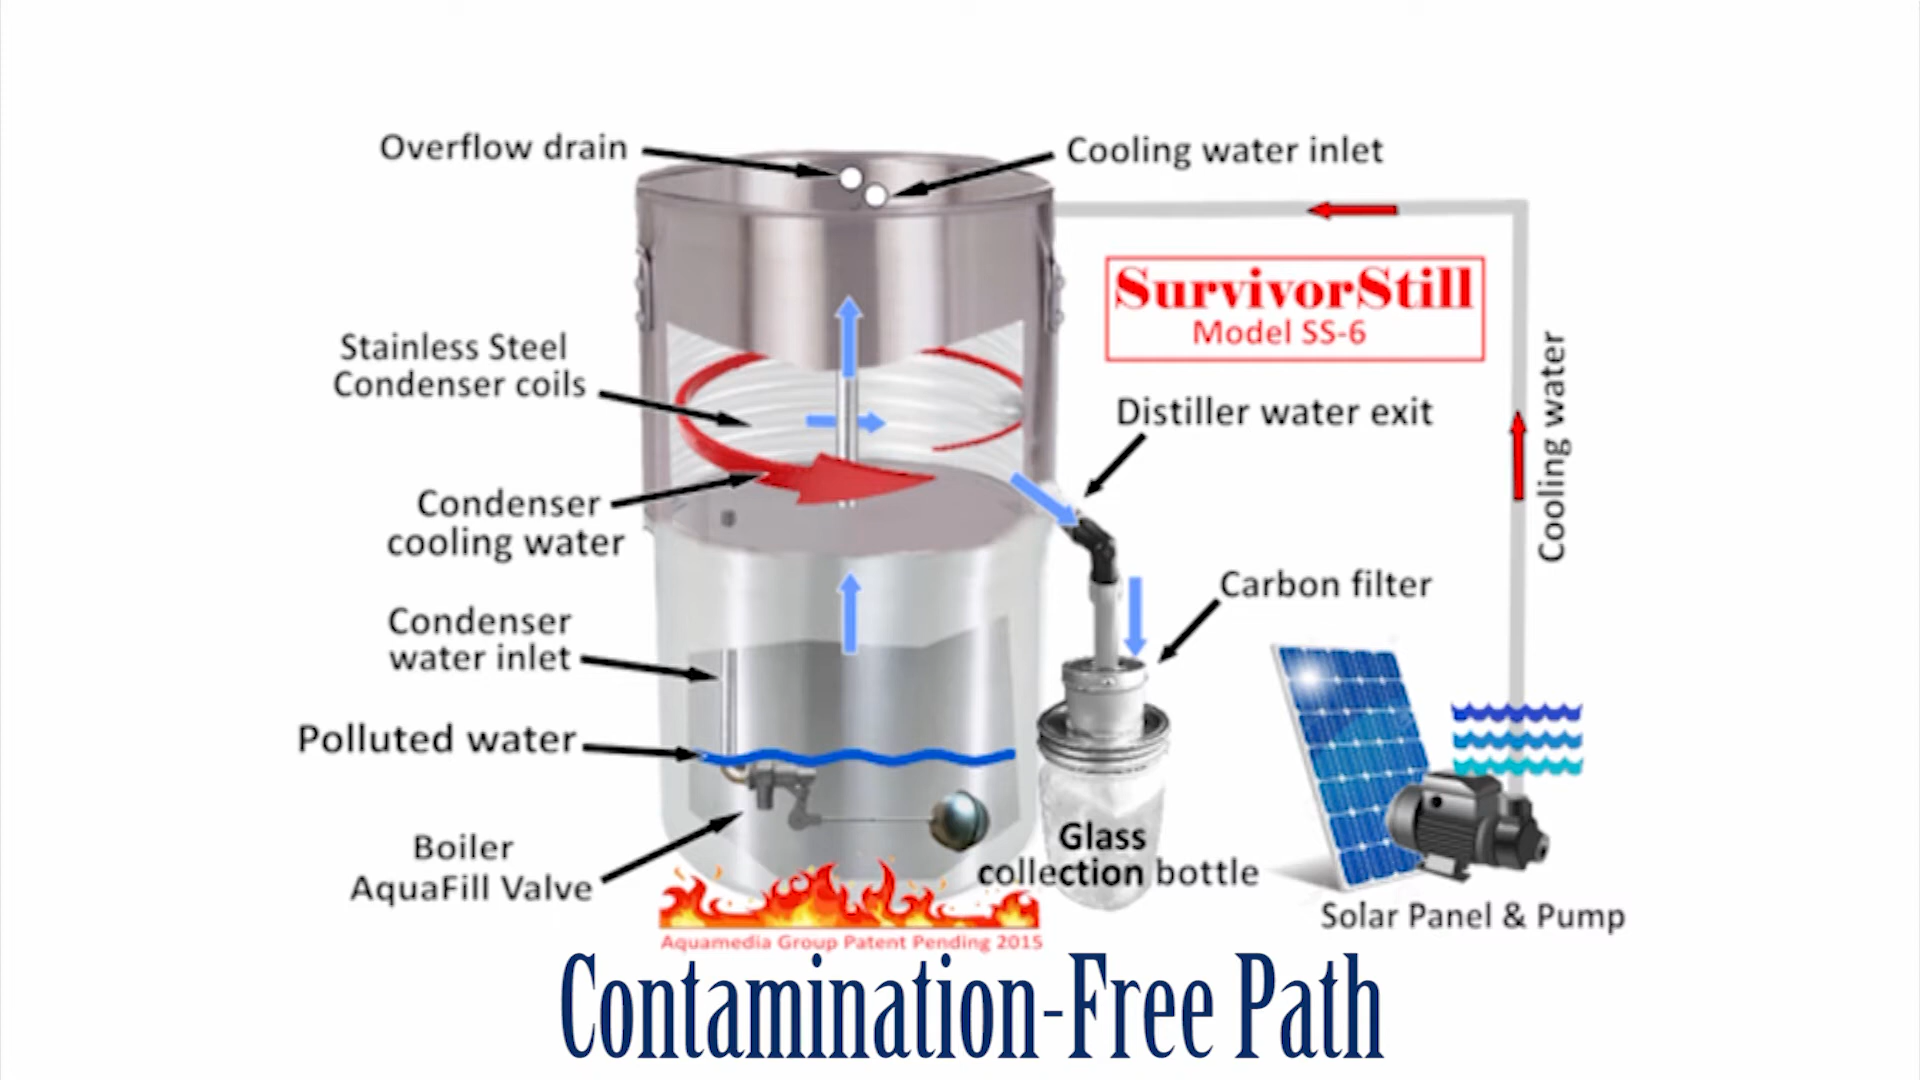 Overflow drain
Cooling water inlet
SurvivorStill
Model SS-6
Stainless Steel
Condenser coils
Distiller water exit
Cooling water
Condenser
cooling water
Carbon filter
Condenser
water inlet
Polluted water
Boiler
AquaFill Valve
Glass
collection bottle
Solar Panel & Pump
Aquamedia Group Patent Pending 2015
Contamination-Free Path